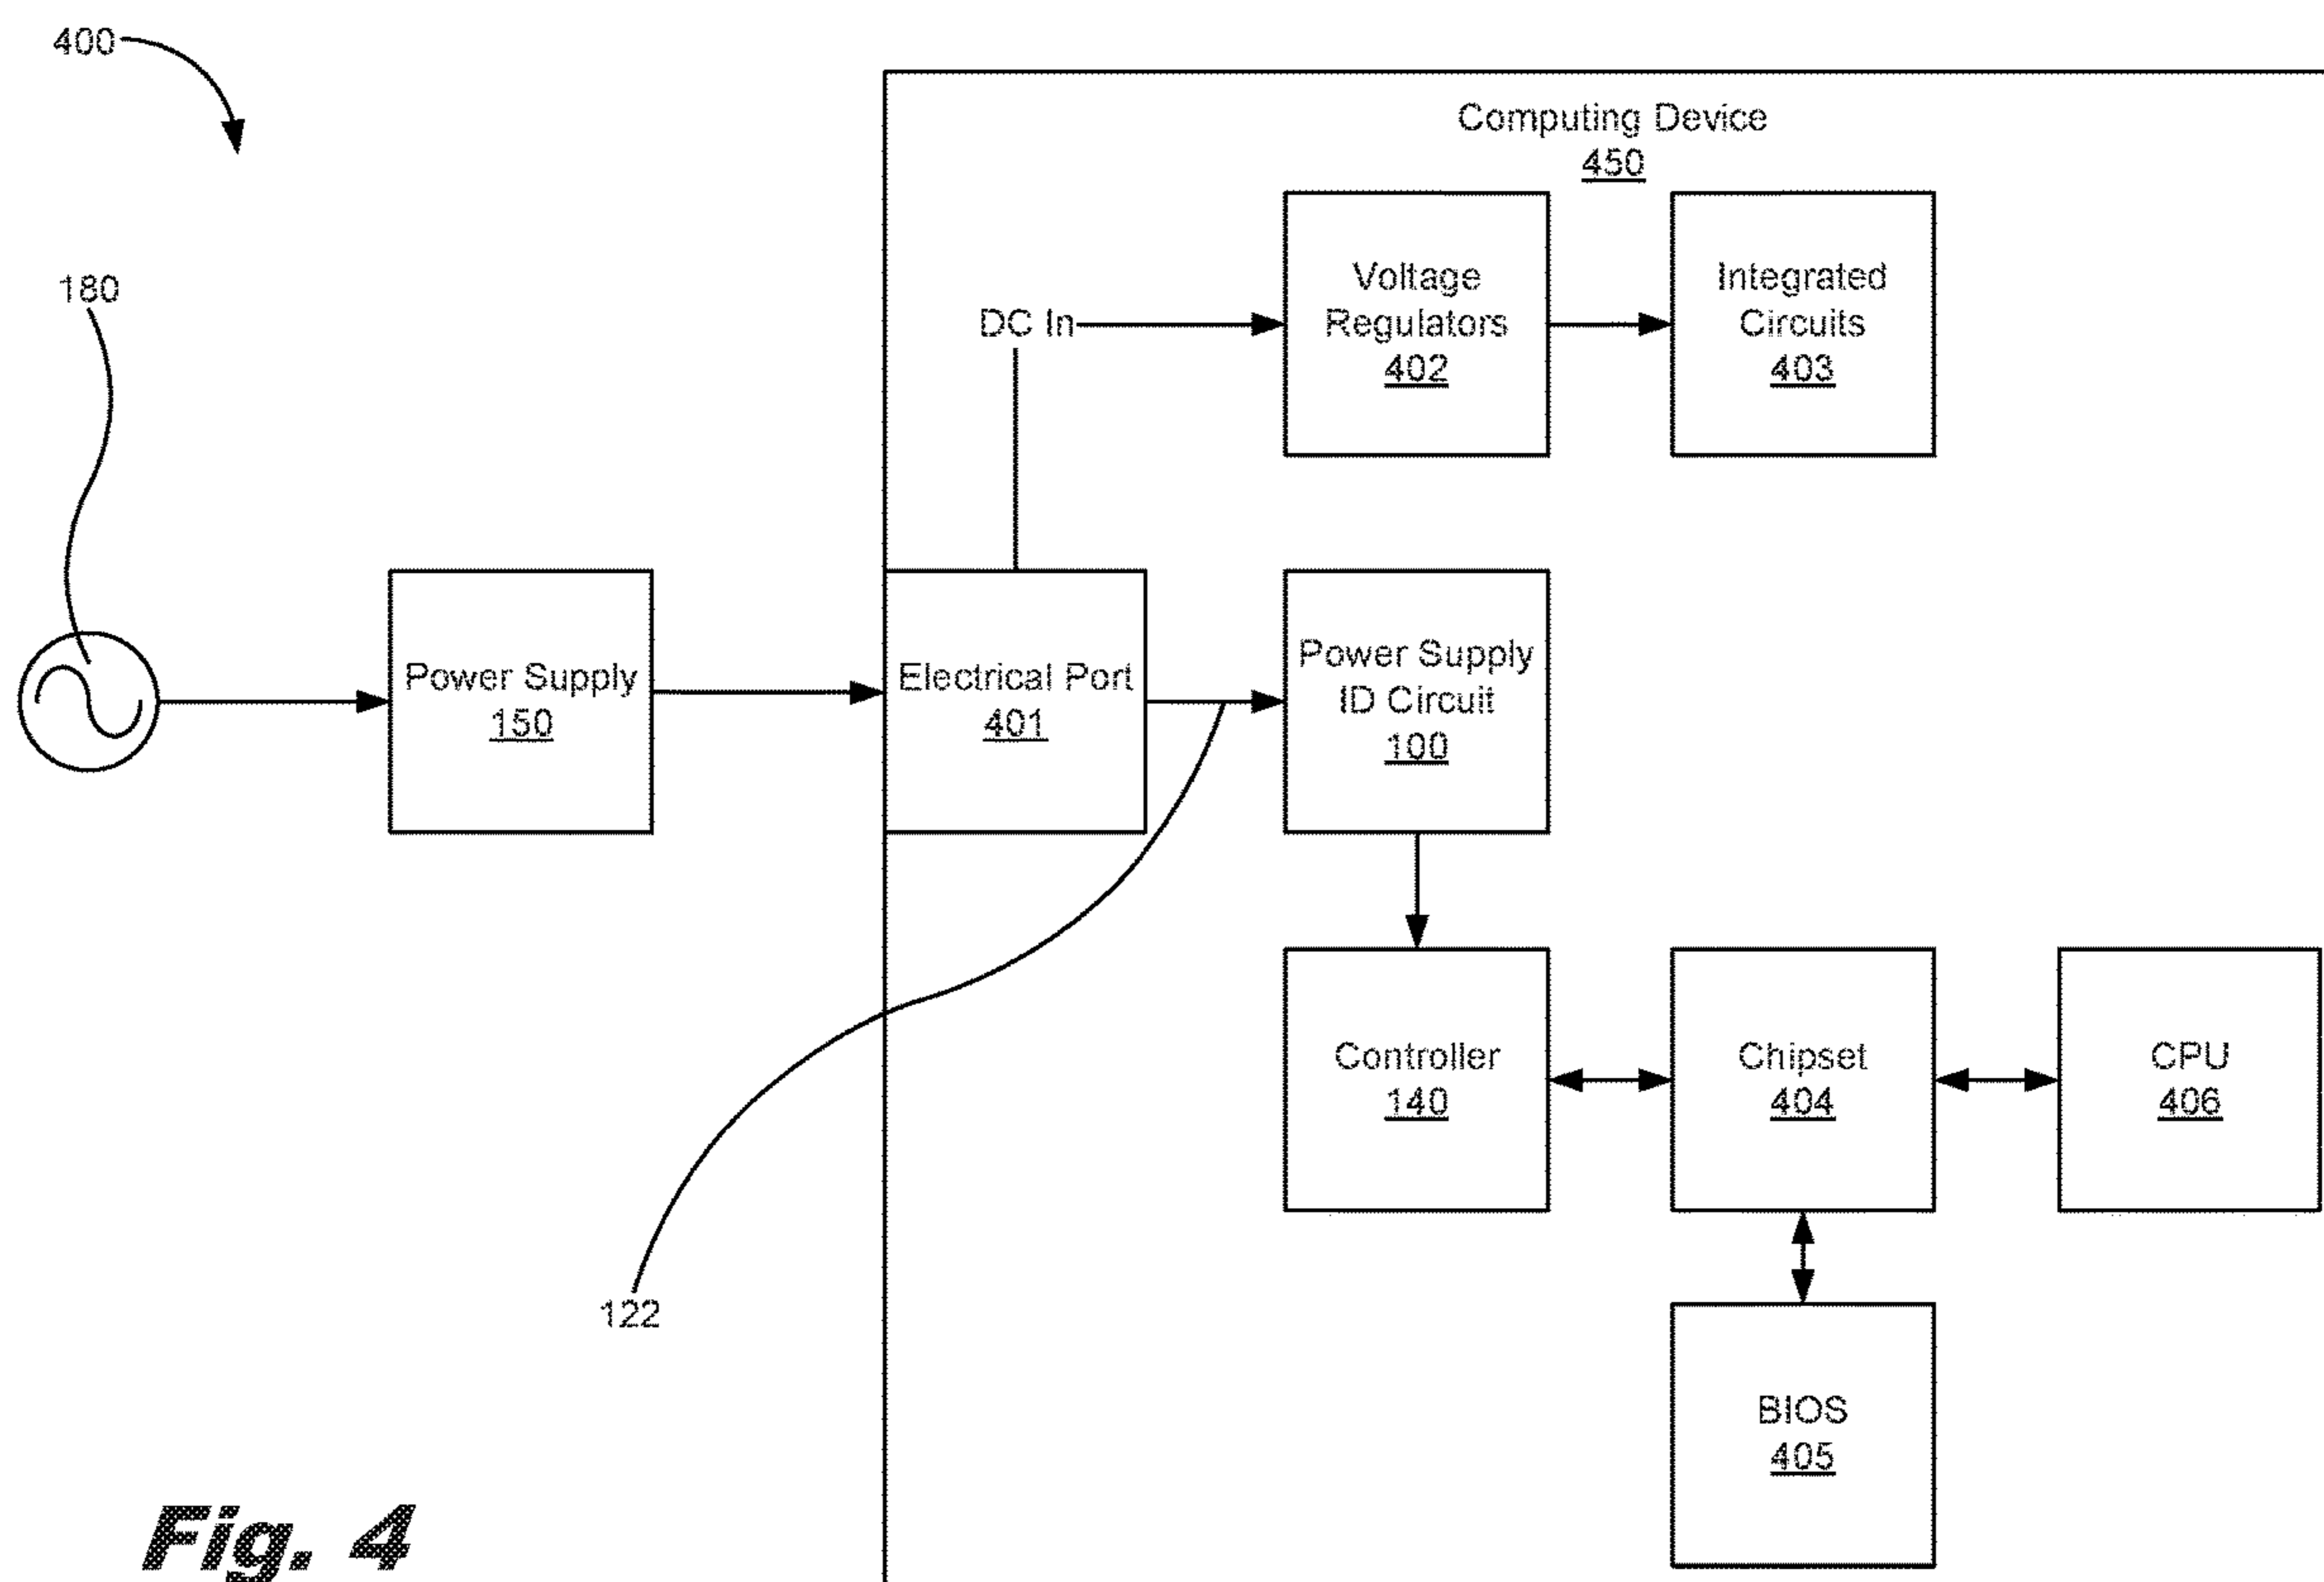 400
Computing Device
450
180
Voltage
Regulators
402
Integrated
Circuits
403
DC In
Power Supply
150
Electrical Port
401
Power Supply
ID Circuit
100
Controller
140
Chipset
404
CPU
406
122
BIOS
405
Fig. 4